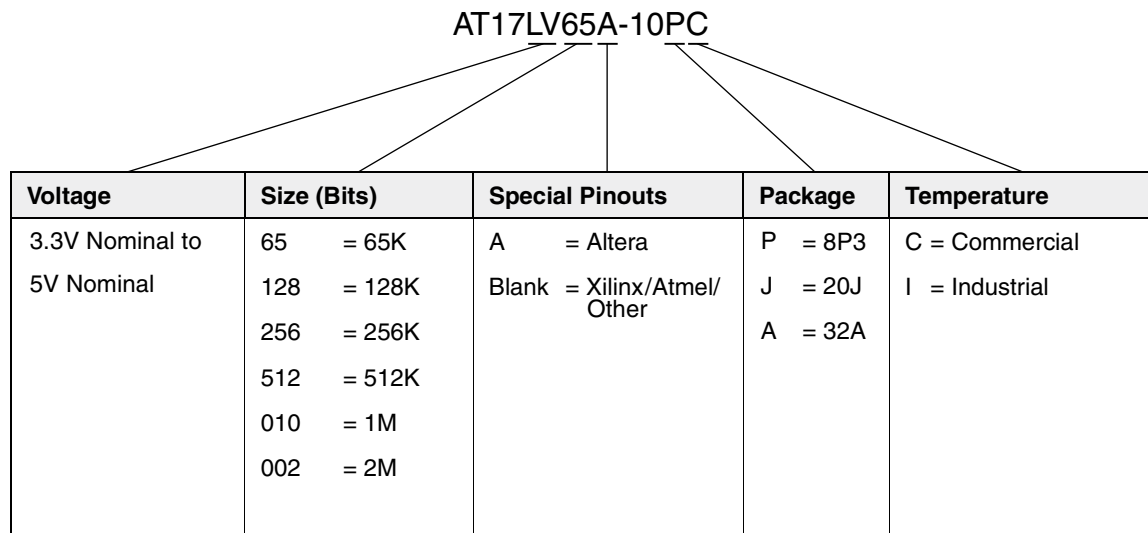 AT17LV65A-10PC
Voltage Size (Bits) Special Pinouts Package Temperature
3.3V Nominal to 65 = 65K A = Altera P = 8P3 C = Commercial
5V Nominal 128 = 128K Blank = Xilinx/Atmel/ J = 20J I = Industrial
Other
256 = 256K A = 32A
512 = 512K
010 = 1M
002 = 2M